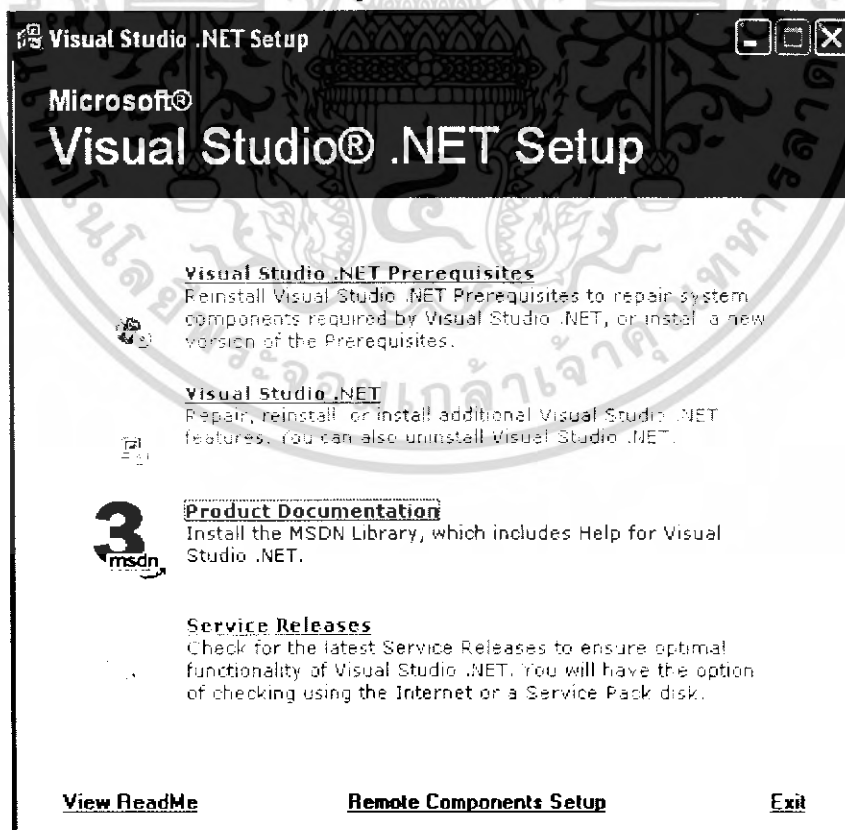 Visual Studio .NET Setup
Microsoft®
Visual Studio® .NET Setup
Visual Studio .NET Prerequisites
Reinstall Visual Studio .NET Prerequisites to repair system
components required by Visual Studio .NET, or install a new
version of the Prerequisites.
Visual Studio .NET
Repair, reinstall or install additional Visual Studio .NET
features. You can also uninstall Visual Studio .NET.
3
msdn
Product Documentation
Install the MSDN Library, which includes Help for Visual
Studio .NET.
Service Releases
Check for the latest Service Releases to ensure optimal
functionality of Visual Studio .NET. You will have the option
of checking using the Internet or a Service Pack disk.
View ReadMe
Remote Components Setup
Exit